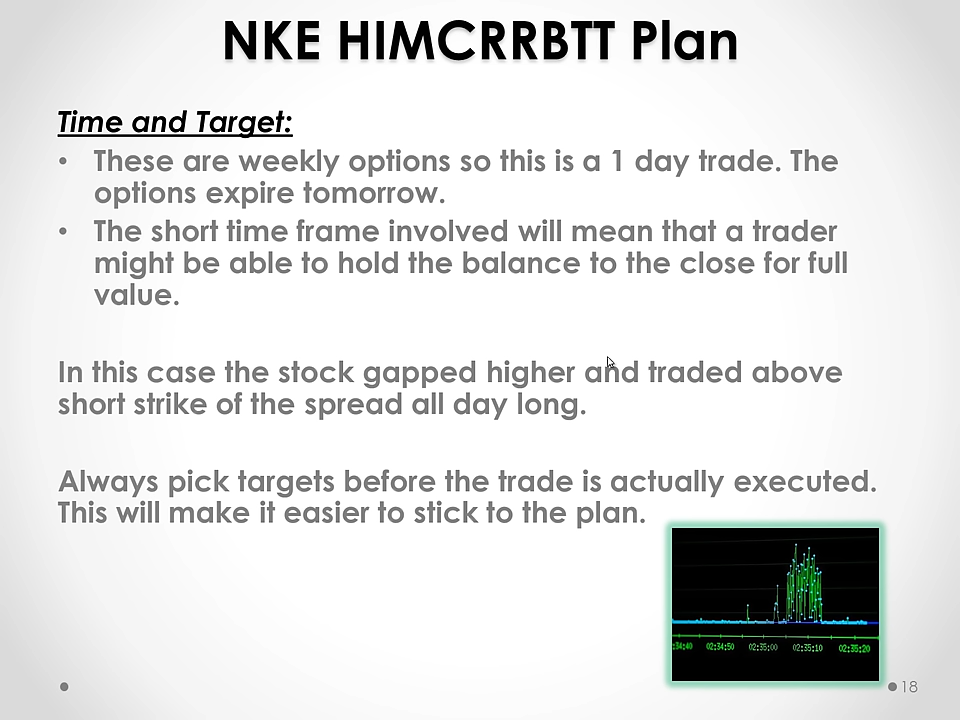 NKE HIMCRRBTT Plan
Time and Target:
• These are weekly options so this is a 1 day trade. The
options expire tomorrow.
• The short time frame involved will mean that a trader
might be able to hold the balance to the close for full
value.
In this case the stock gapped higher and traded above
short strike of the spread all day long.
Always pick targets before the trade is actually executed.
This will make it easier to stick to the plan.
:34:40 02:34:50 02:35:00 02:35:10 02:35:20
18